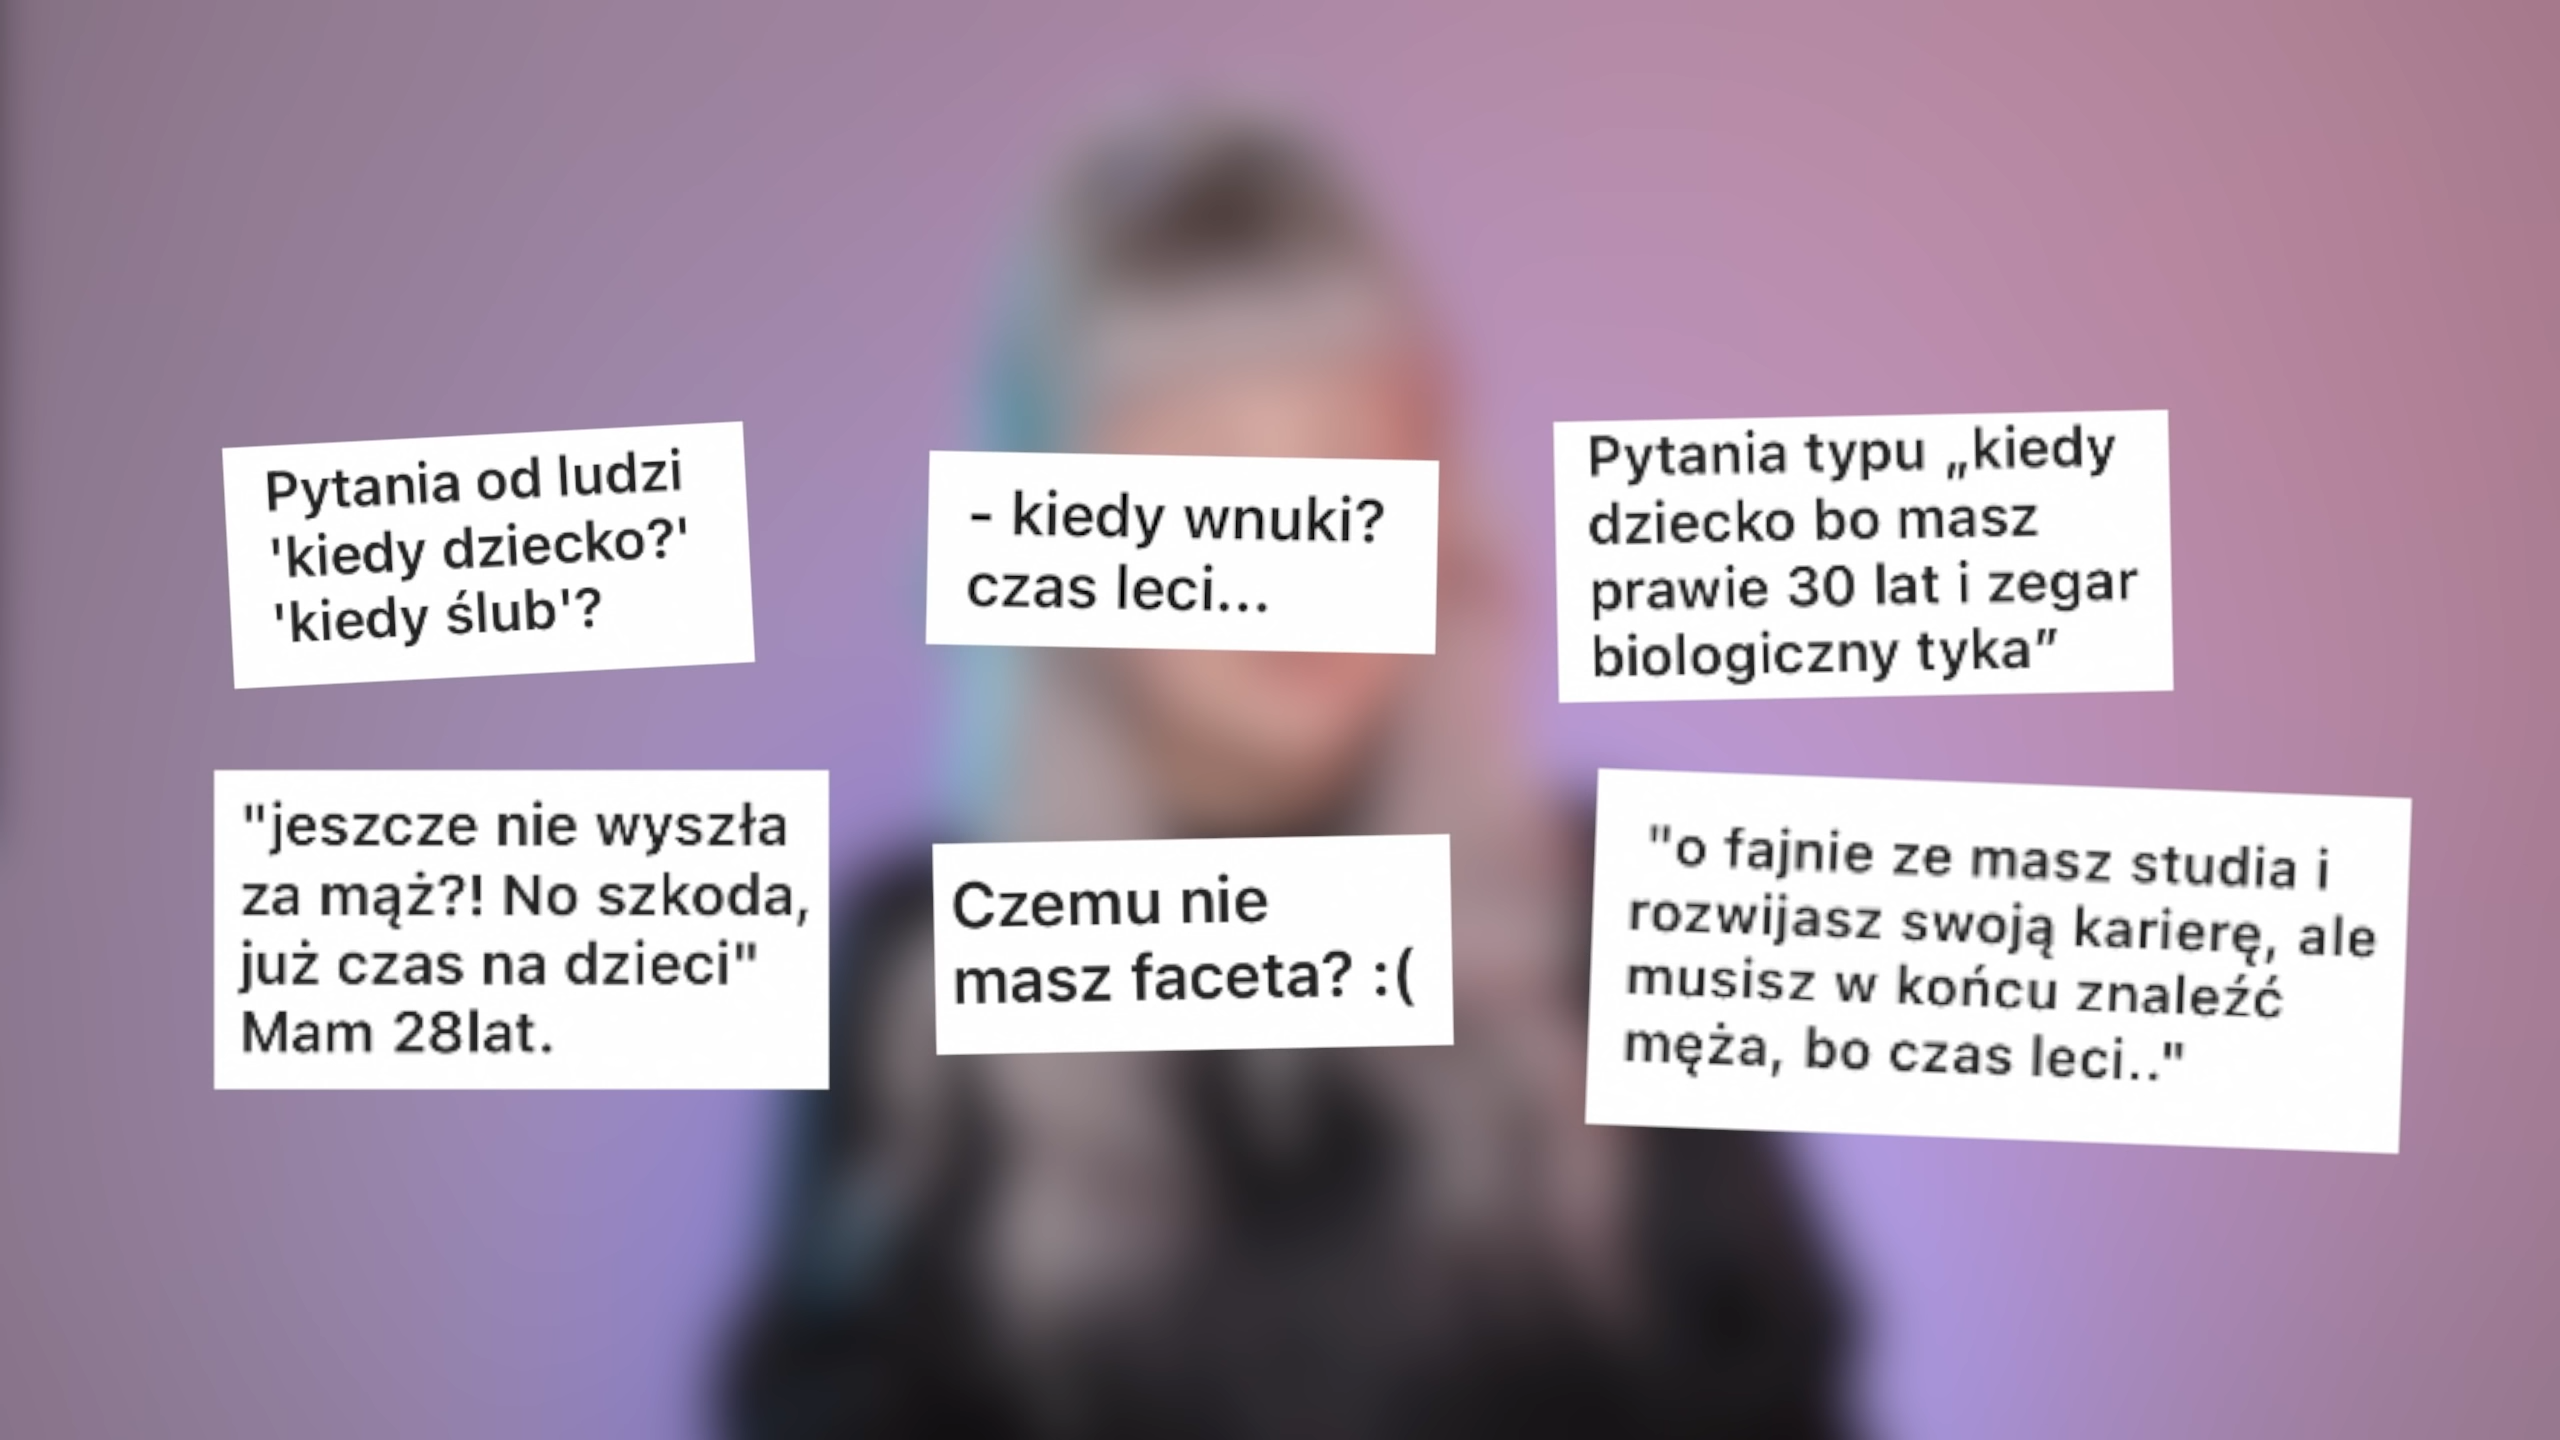 Pytania od ludzi
'kiedy dziecko?'
'kiedy ślub'?
- kiedy wnuki?
czas leci...
Pytania typu „kiedy
dziecko bo masz
prawie 30 lat i zegar
biologiczny tyka”
"jeszcze nie wyszła
za mąż?! No szkoda,
już czas na dzieci"
Mam 28lat.
Czemu nie
masz faceta? :(
"o fajnie ze masz studia i
rozwijasz swoją karierę, ale
musisz w końcu znaleźć
męża, bo czas leci.."